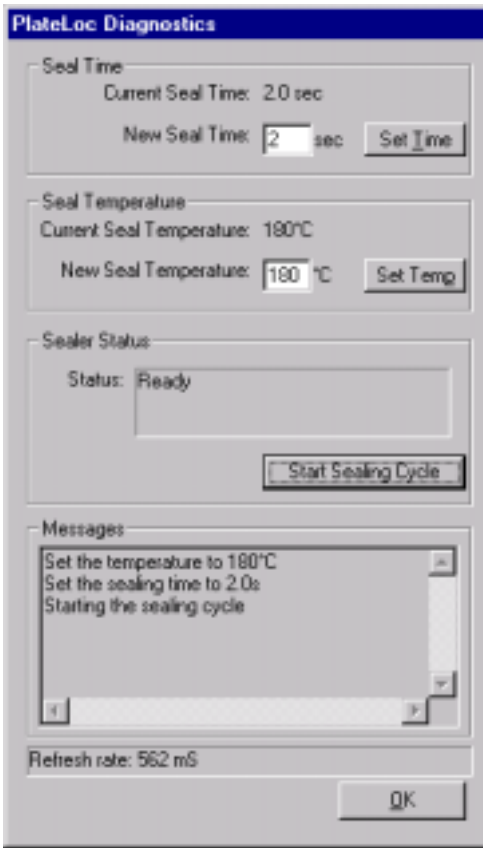 PlateLoc Diagnostics
Seal Time
Current Seal Time: 2.0 sec
New Seal Time: 2 sec Set Time
Seal Temperature
Current Seal Temperature: 180°C
New Seal Temperature: 180 °C Set Temp
Sealer Status
Status: Ready
Start Sealing Cycle
Messages
Set the temperature to 180°C
Set the sealing time to 2.0s
Starting the sealing cycle
Refresh rate: 562 mS
OK